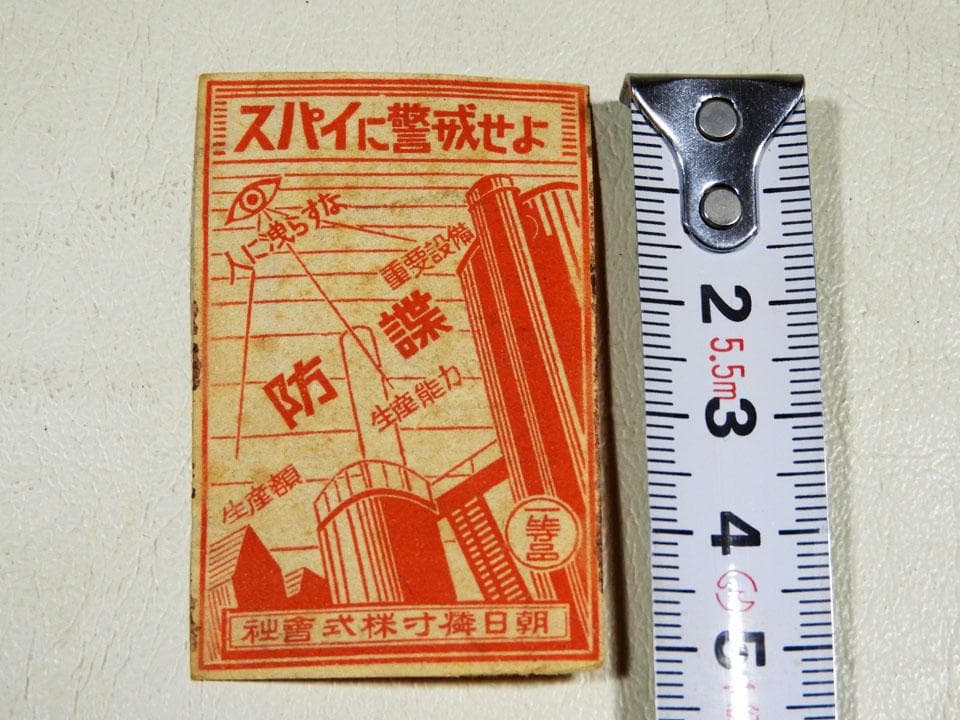 スパイに警戒せよ
人に洩らすな
重要設備
防諜
生産能力
生産額
一等品
朝日燐寸株式會社
2
5.5m
3
4
5